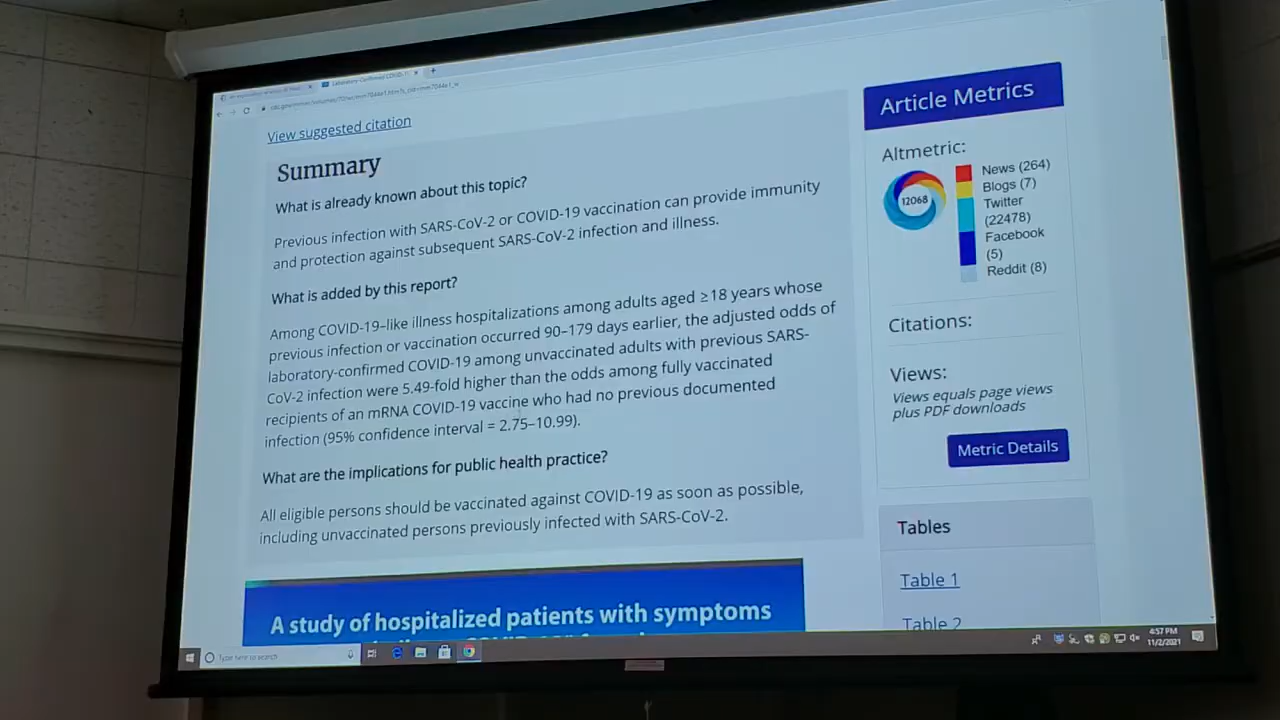 View suggested citation
Summary
What is already known about this topic?
Previous infection with SARS-CoV-2 or COVID-19 vaccination can provide immunity
and protection against subsequent SARS-CoV-2 infection and illness.
What is added by this report?
Among COVID-19–like illness hospitalizations among adults aged ≥18 years whose
previous infection or vaccination occurred 90–179 days earlier, the adjusted odds of
laboratory-confirmed COVID-19 among unvaccinated adults with previous SARS-
CoV-2 infection were 5.49-fold higher than the odds among fully vaccinated
recipients of an mRNA COVID-19 vaccine who had no previous documented
infection (95% confidence interval = 2.75–10.99).
What are the implications for public health practice?
All eligible persons should be vaccinated against COVID-19 as soon as possible,
including unvaccinated persons previously infected with SARS-CoV-2.
A study of hospitalized patients with symptoms
Article Metrics
Altmetric:
12068
News (264)
Blogs (7)
Twitter
(22478)
Facebook
(5)
Reddit (8)
Citations:
Views:
Views equals page views
plus PDF downloads
Metric Details
Tables
Table 1
Table 2
Type here to search
4:57 PM
11/2/2021